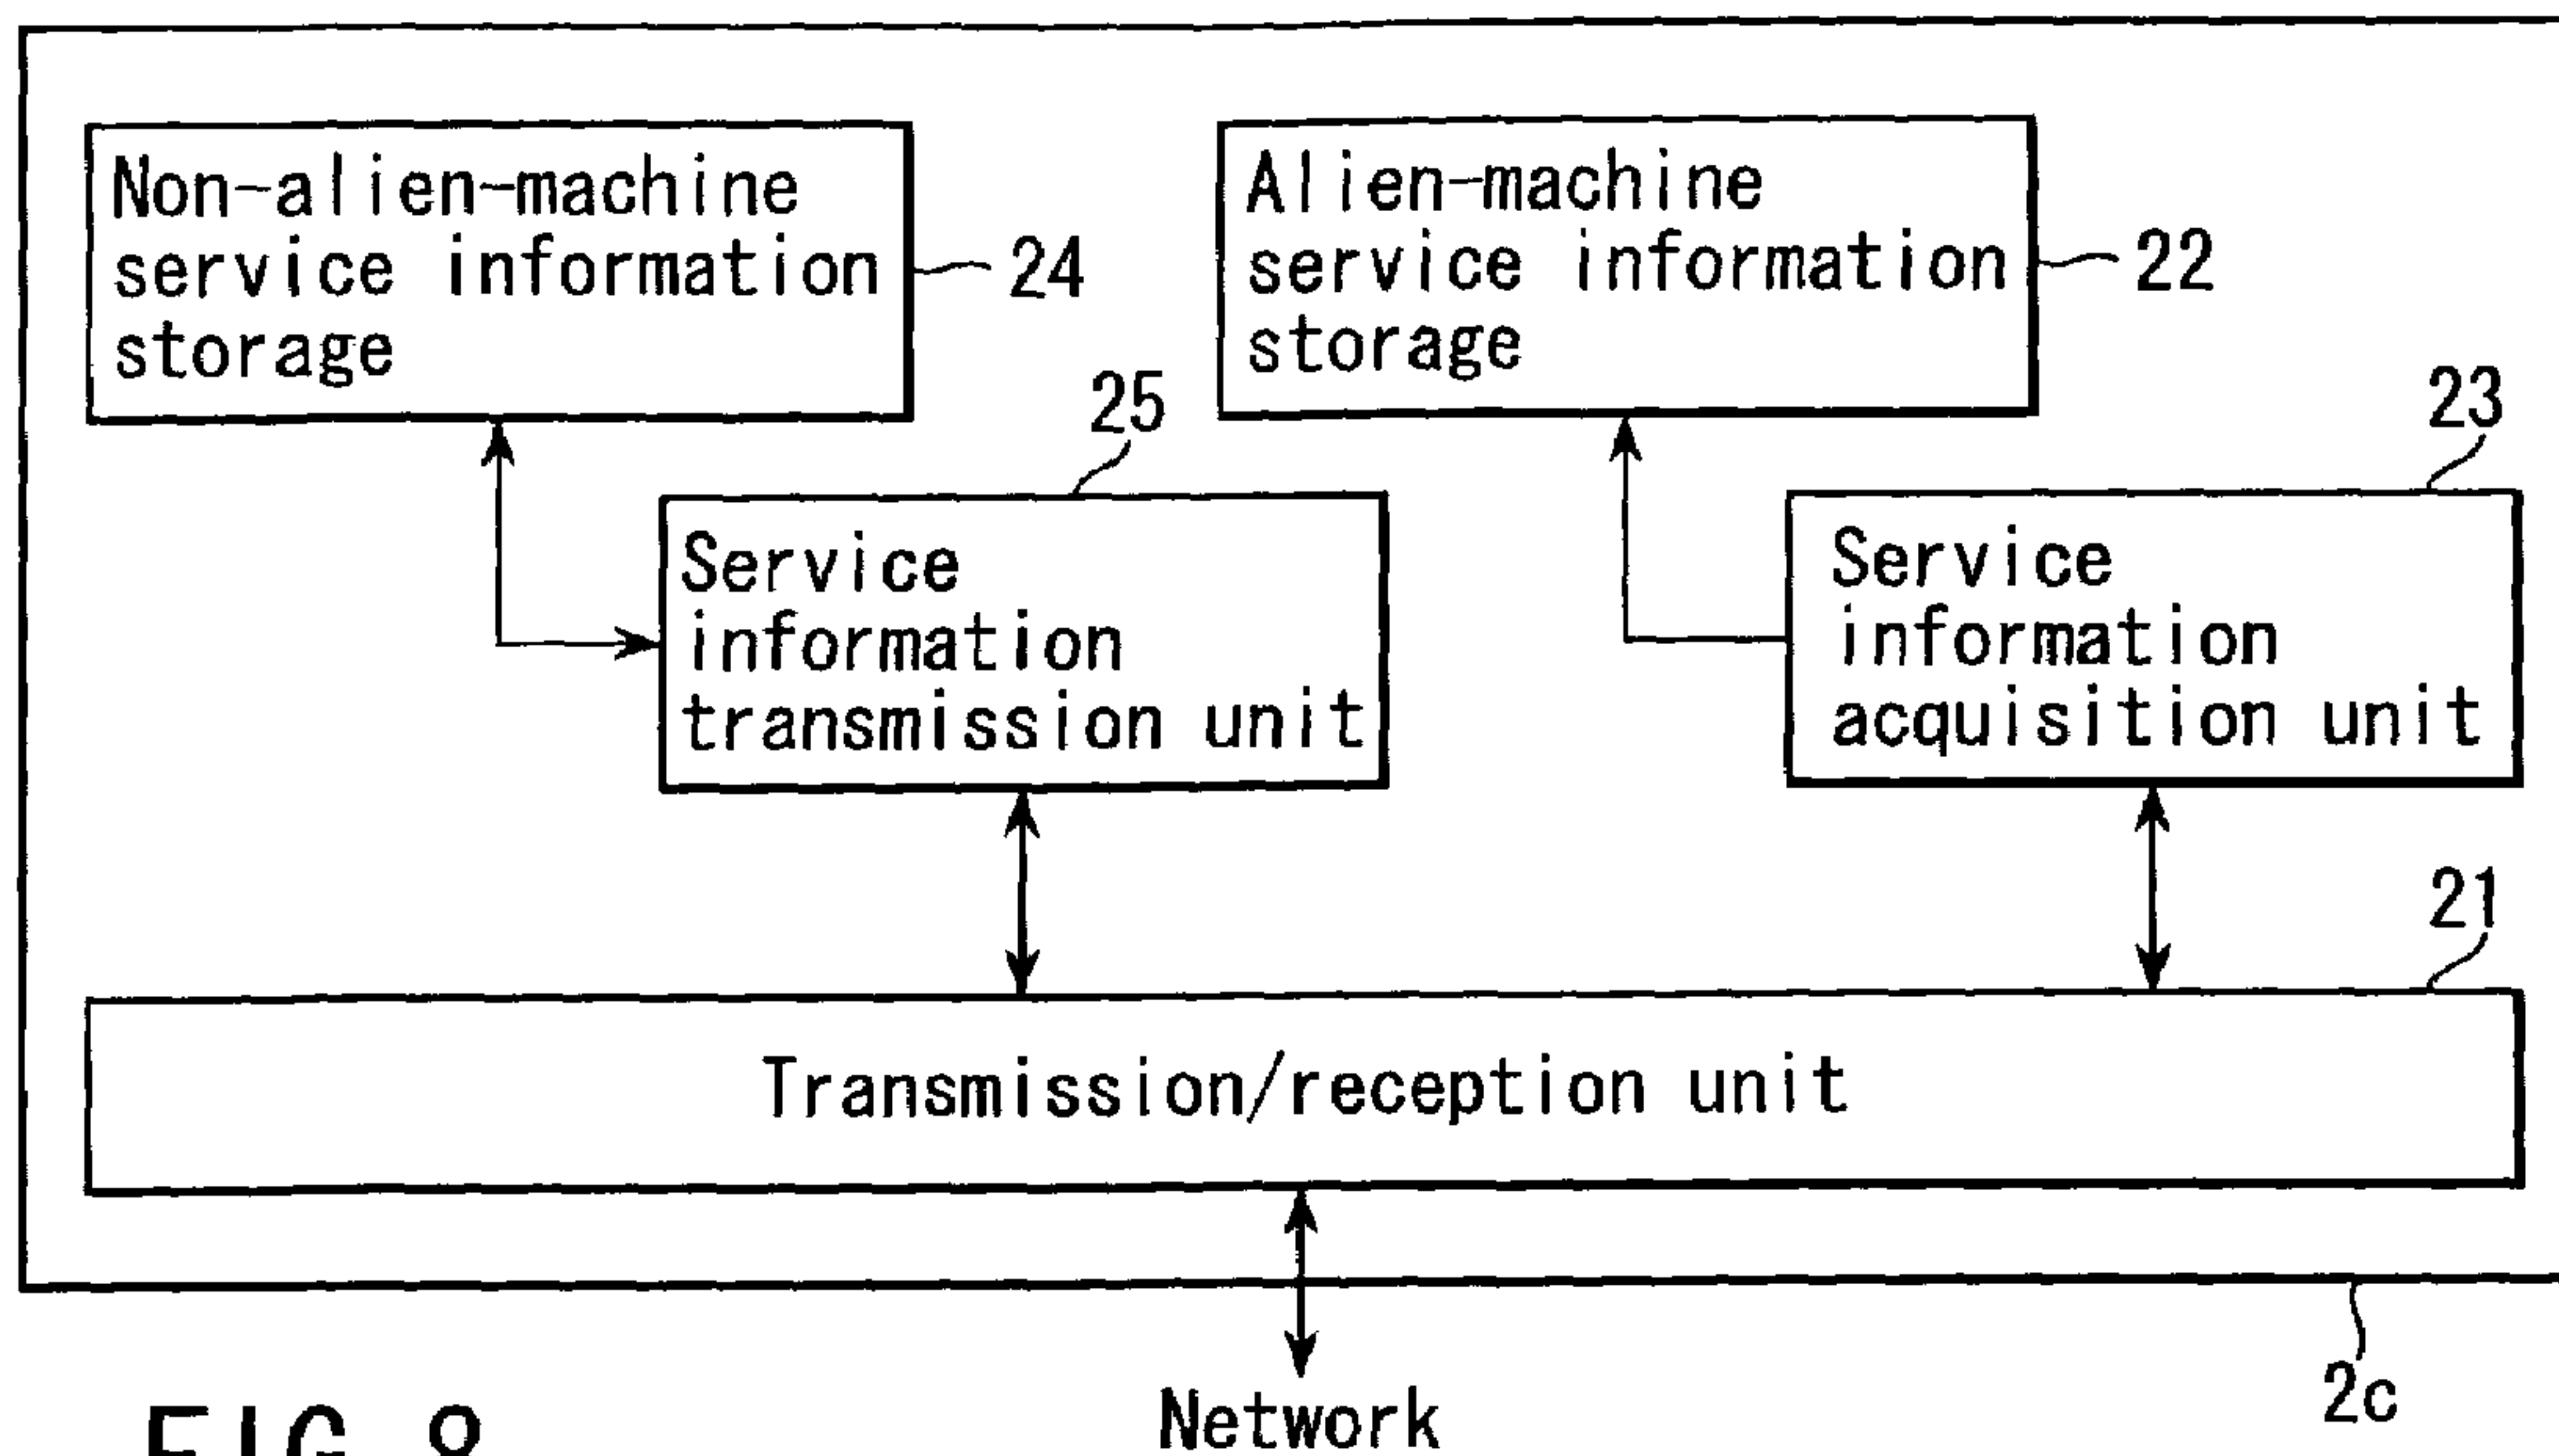 Non-alien-machine
service information
storage
24
Alien-machine
service information
storage
22
25
23
Service
information
transmission unit
Service
information
acquisition unit
21
Transmission/reception unit
Network
2c